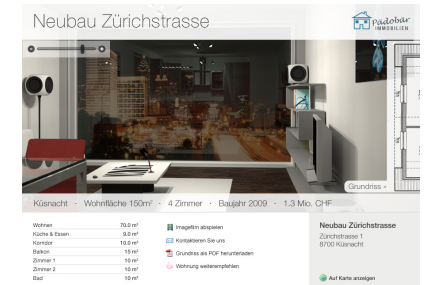 Neubau Zürichstrasse
Pädobär
IMMOBILIEN
Grundriss »
Küsnacht · Wohnfläche 150m² · 4 Zimmer · Baujahr 2009 · 1.3 Mio. CHF
Wohnen 70.0 m²
Küche & Essen 9.0 m²
Korridor 10.0 m²
Balkon 15 m²
Zimmer 1 10 m²
Zimmer 2 10 m²
Bad 10 m²
Imagefilm abspielen
Kontaktieren Sie uns
Grundriss als PDF herunterladen
Wohnung weiterempfehlen
Neubau Zürichstrasse
Zürichstrasse 1
8700 Küsnacht
Auf Karte anzeigen